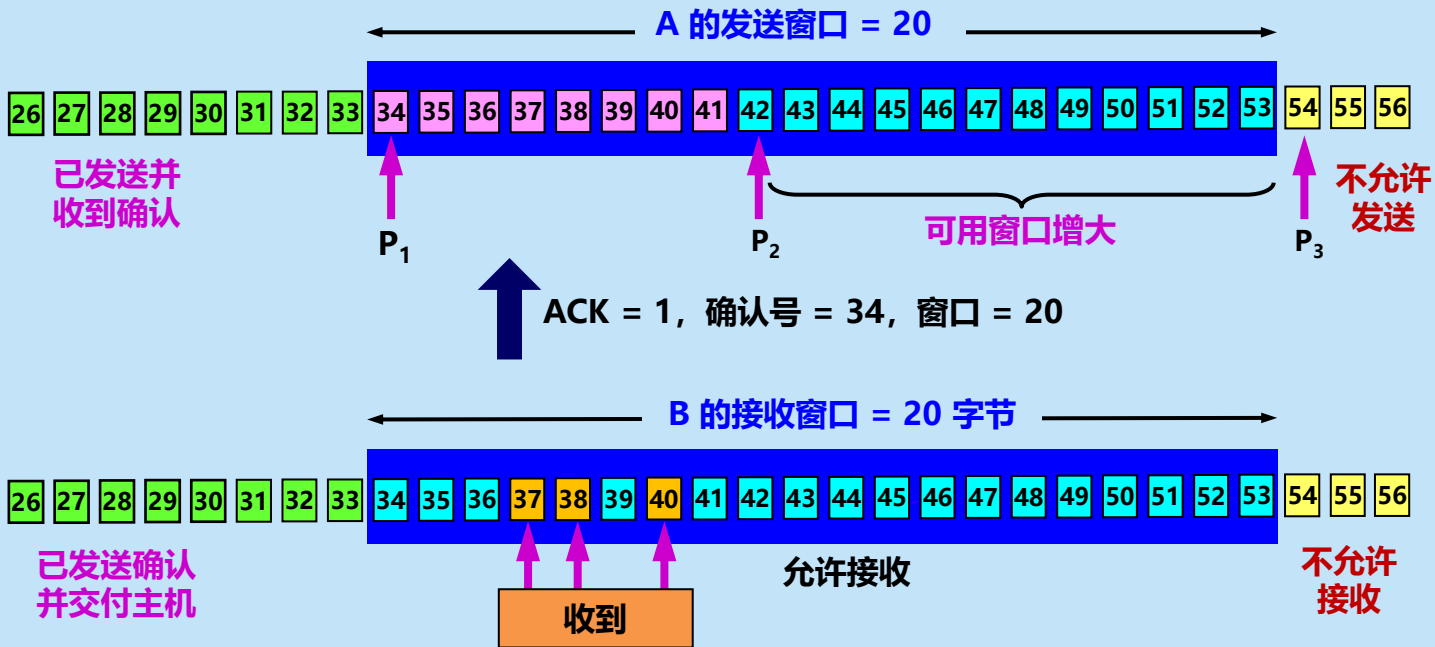 A 的发送窗口 = 20
26 27 28 29 30 31 32 33 34 35 36 37 38 39 40 41 42 43 44 45 46 47 48 49 50 51 52 53 54 55 56
已发送并
收到确认
P1
P2
可用窗口增大
P3
不允许
发送
ACK = 1，确认号 = 34，窗口 = 20
B 的接收窗口 = 20 字节
26 27 28 29 30 31 32 33 34 35 36 37 38 39 40 41 42 43 44 45 46 47 48 49 50 51 52 53 54 55 56
已发送确认
并交付主机
收到
允许接收
不允许
接收